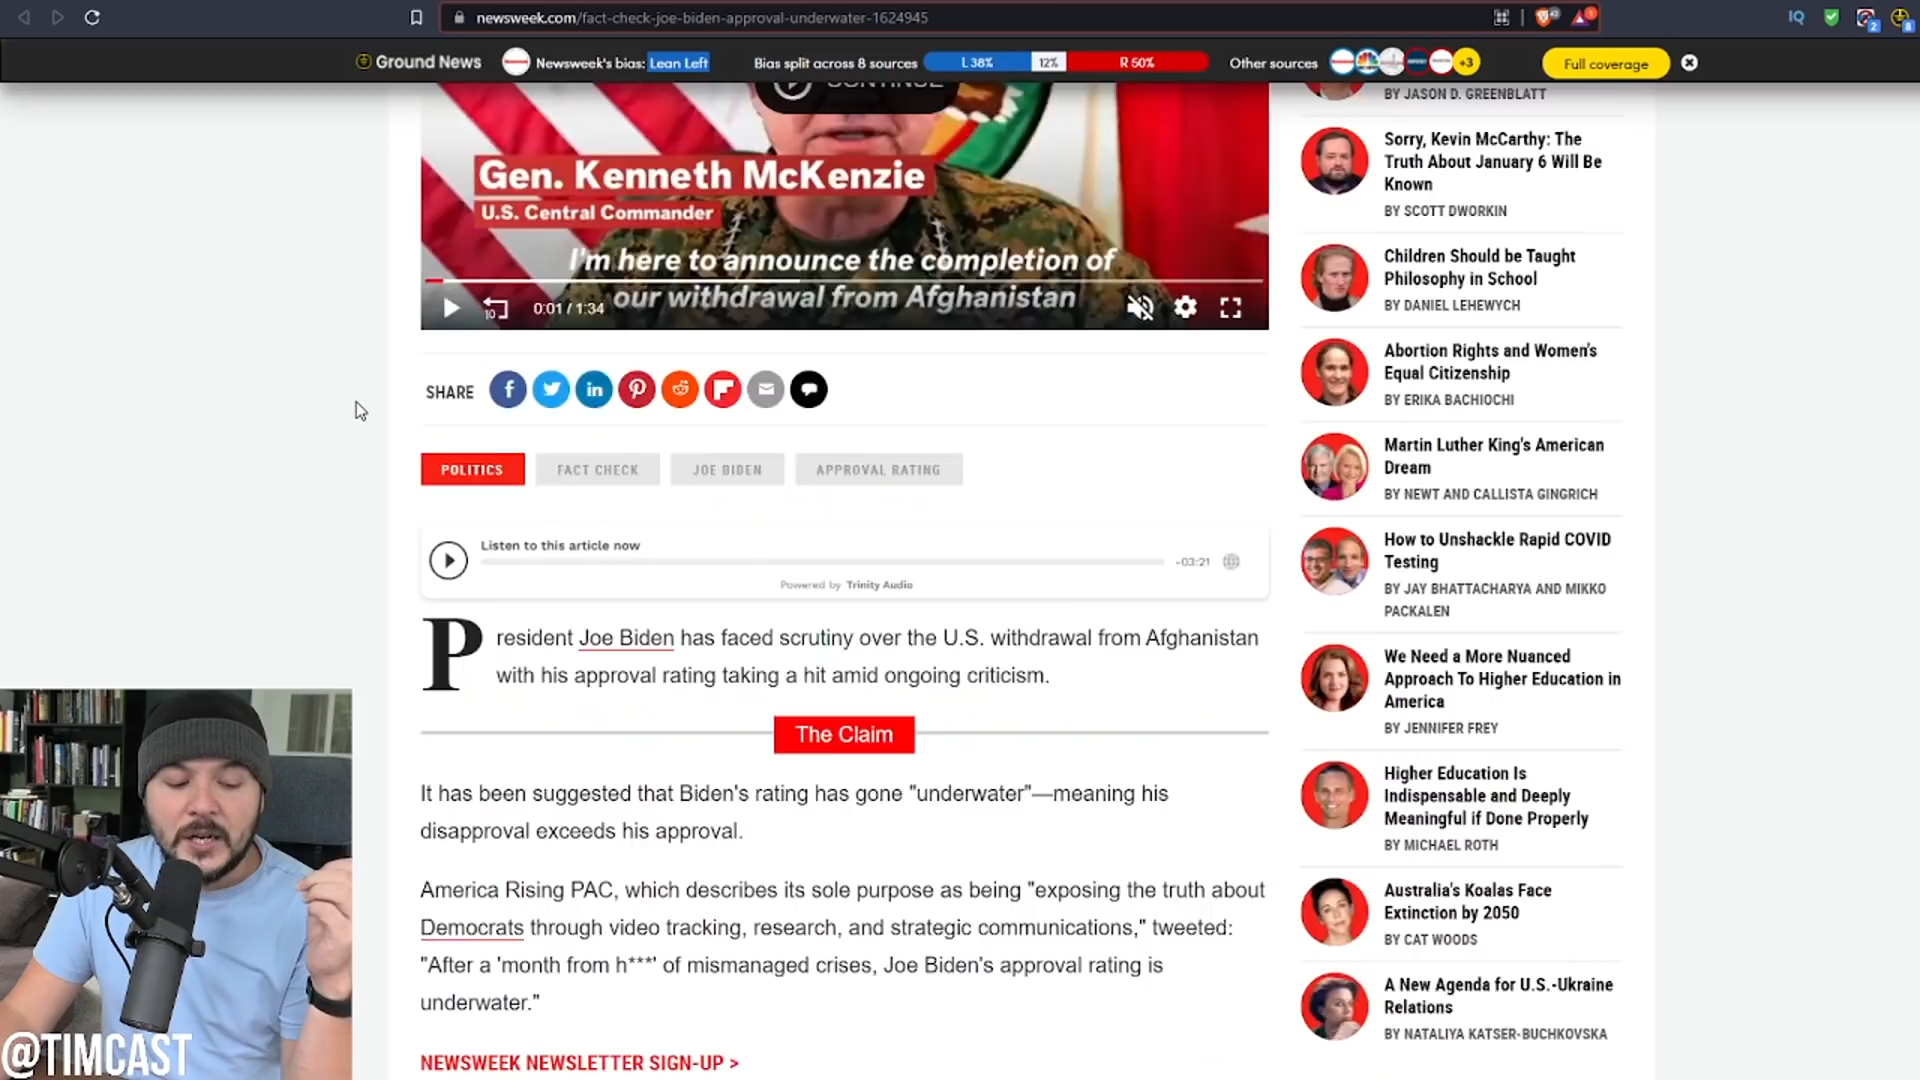 newsweek.com/fact-check-joe-biden-approval-underwater-1624945
Ground News
Newsweek's bias: Lean Left
Bias split across 8 sources
L 38%
12%
R 50%
Other sources
+3
Full coverage
CONTINUE
Gen. Kenneth McKenzie
U.S. Central Commander
I'm here to announce the completion of
our withdrawal from Afghanistan
10
0:01 / 1:34
SHARE
POLITICS
FACT CHECK
JOE BIDEN
APPROVAL RATING
Listen to this article now
-03:21
Powered by Trinity Audio
President Joe Biden has faced scrutiny over the U.S. withdrawal from Afghanistan
with his approval rating taking a hit amid ongoing criticism.
The Claim
It has been suggested that Biden's rating has gone "underwater"—meaning his
disapproval exceeds his approval.
America Rising PAC, which describes its sole purpose as being "exposing the truth about
Democrats through video tracking, research, and strategic communications," tweeted:
"After a 'month from h***' of mismanaged crises, Joe Biden's approval rating is
underwater."
NEWSWEEK NEWSLETTER SIGN-UP >
BY JASON D. GREENBLATT
Sorry, Kevin McCarthy: The
Truth About January 6 Will Be
Known
BY SCOTT DWORKIN
Children Should be Taught
Philosophy in School
BY DANIEL LEHEWYCH
Abortion Rights and Women's
Equal Citizenship
BY ERIKA BACHIOCHI
Martin Luther King's American
Dream
BY NEWT AND CALLISTA GINGRICH
How to Unshackle Rapid COVID
Testing
BY JAY BHATTACHARYA AND MIKKO
PACKALEN
We Need a More Nuanced
Approach To Higher Education in
America
BY JENNIFER FREY
Higher Education Is
Indispensable and Deeply
Meaningful if Done Properly
BY MICHAEL ROTH
Australia's Koalas Face
Extinction by 2050
BY CAT WOODS
A New Agenda for U.S.-Ukraine
Relations
BY NATALIYA KATSER-BUCHKOVSKA
@TIMCAST